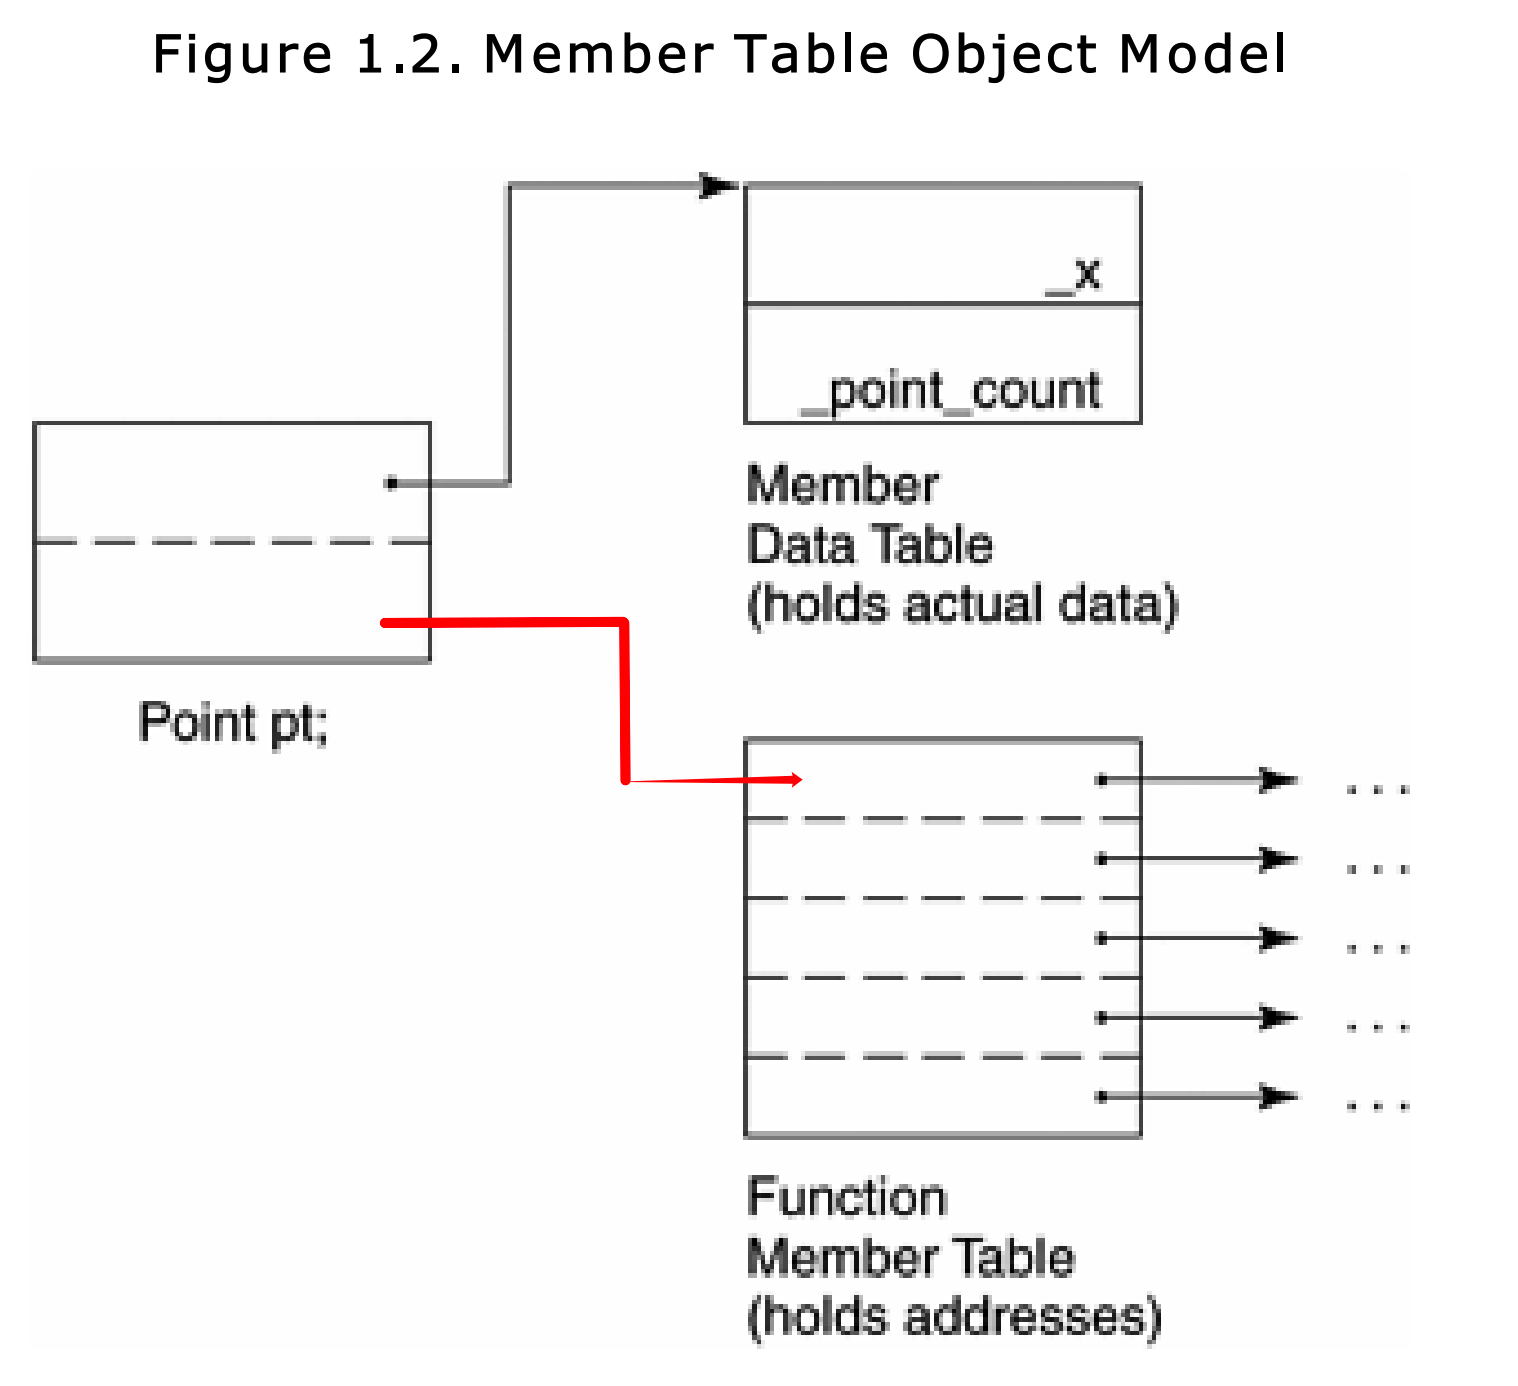 Figure 1.2. Member Table Object Model
_x
_point_count
Member
Data Table
(holds actual data)
Point pt;
...
...
...
...
...
Function
Member Table
(holds addresses)